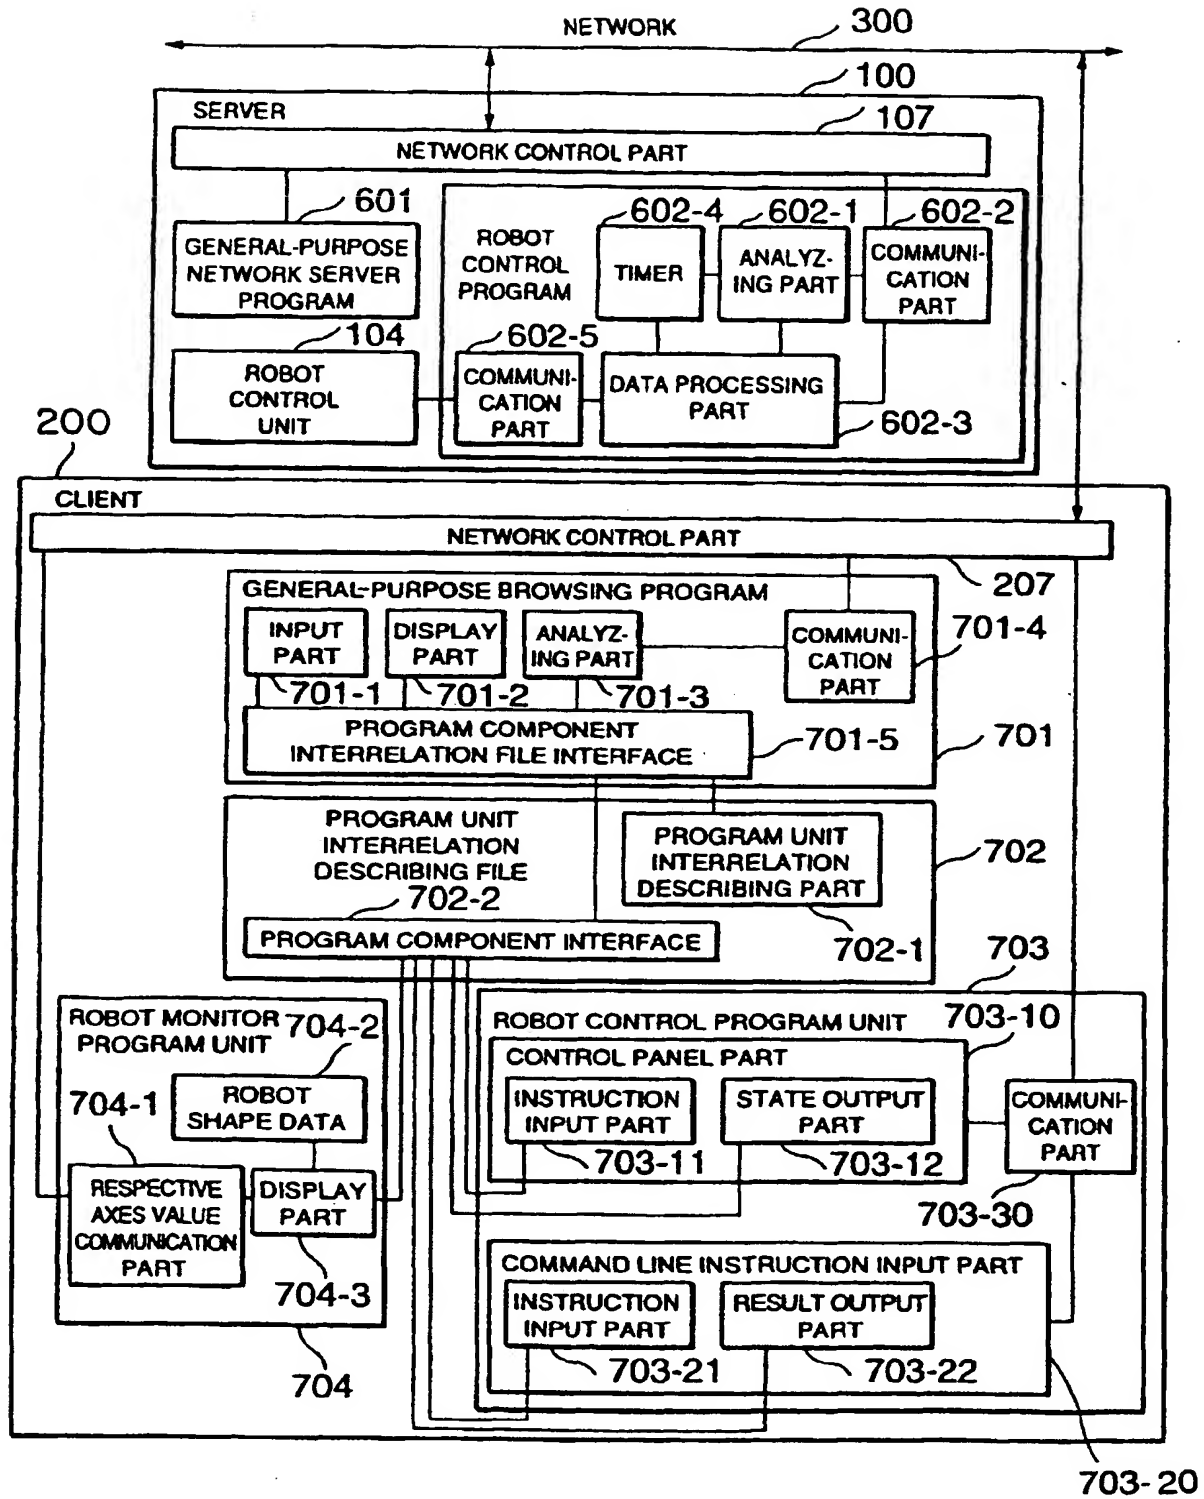 NETWORK
300
100
SERVER
107
NETWORK CONTROL PART
601
602-4
602-1
602-2
GENERAL-PURPOSE
NETWORK SERVER
PROGRAM
ROBOT
CONTROL
PROGRAM
TIMER
ANALYZ-
ING PART
COMMUNI-
CATION
PART
104
602-5
ROBOT
CONTROL
UNIT
COMMUNI-
CATION
PART
DATA PROCESSING
PART
602-3
200
CLIENT
NETWORK CONTROL PART
207
GENERAL-PURPOSE BROWSING PROGRAM
INPUT
PART
DISPLAY
PART
ANALYZ-
ING PART
COMMUNI-
CATION
PART
701-4
701-1
701-2
701-3
PROGRAM COMPONENT
INTERRELATION FILE INTERFACE
701-5
701
PROGRAM UNIT
INTERRELATION
DESCRIBING FILE
PROGRAM UNIT
INTERRELATION
DESCRIBING PART
702
702-2
PROGRAM COMPONENT INTERFACE
702-1
703
ROBOT MONITOR
PROGRAM UNIT
704-2
ROBOT
SHAPE DATA
704-1
RESPECTIVE
AXES VALUE
COMMUNICATION
PART
DISPLAY
PART
704-3
704
ROBOT CONTROL PROGRAM UNIT
703-10
CONTROL PANEL PART
INSTRUCTION
INPUT PART
STATE OUTPUT
PART
COMMUNI-
CATION
PART
703-11
703-12
703-30
COMMAND LINE INSTRUCTION INPUT PART
INSTRUCTION
INPUT PART
RESULT OUTPUT
PART
703-21
703-22
703-20